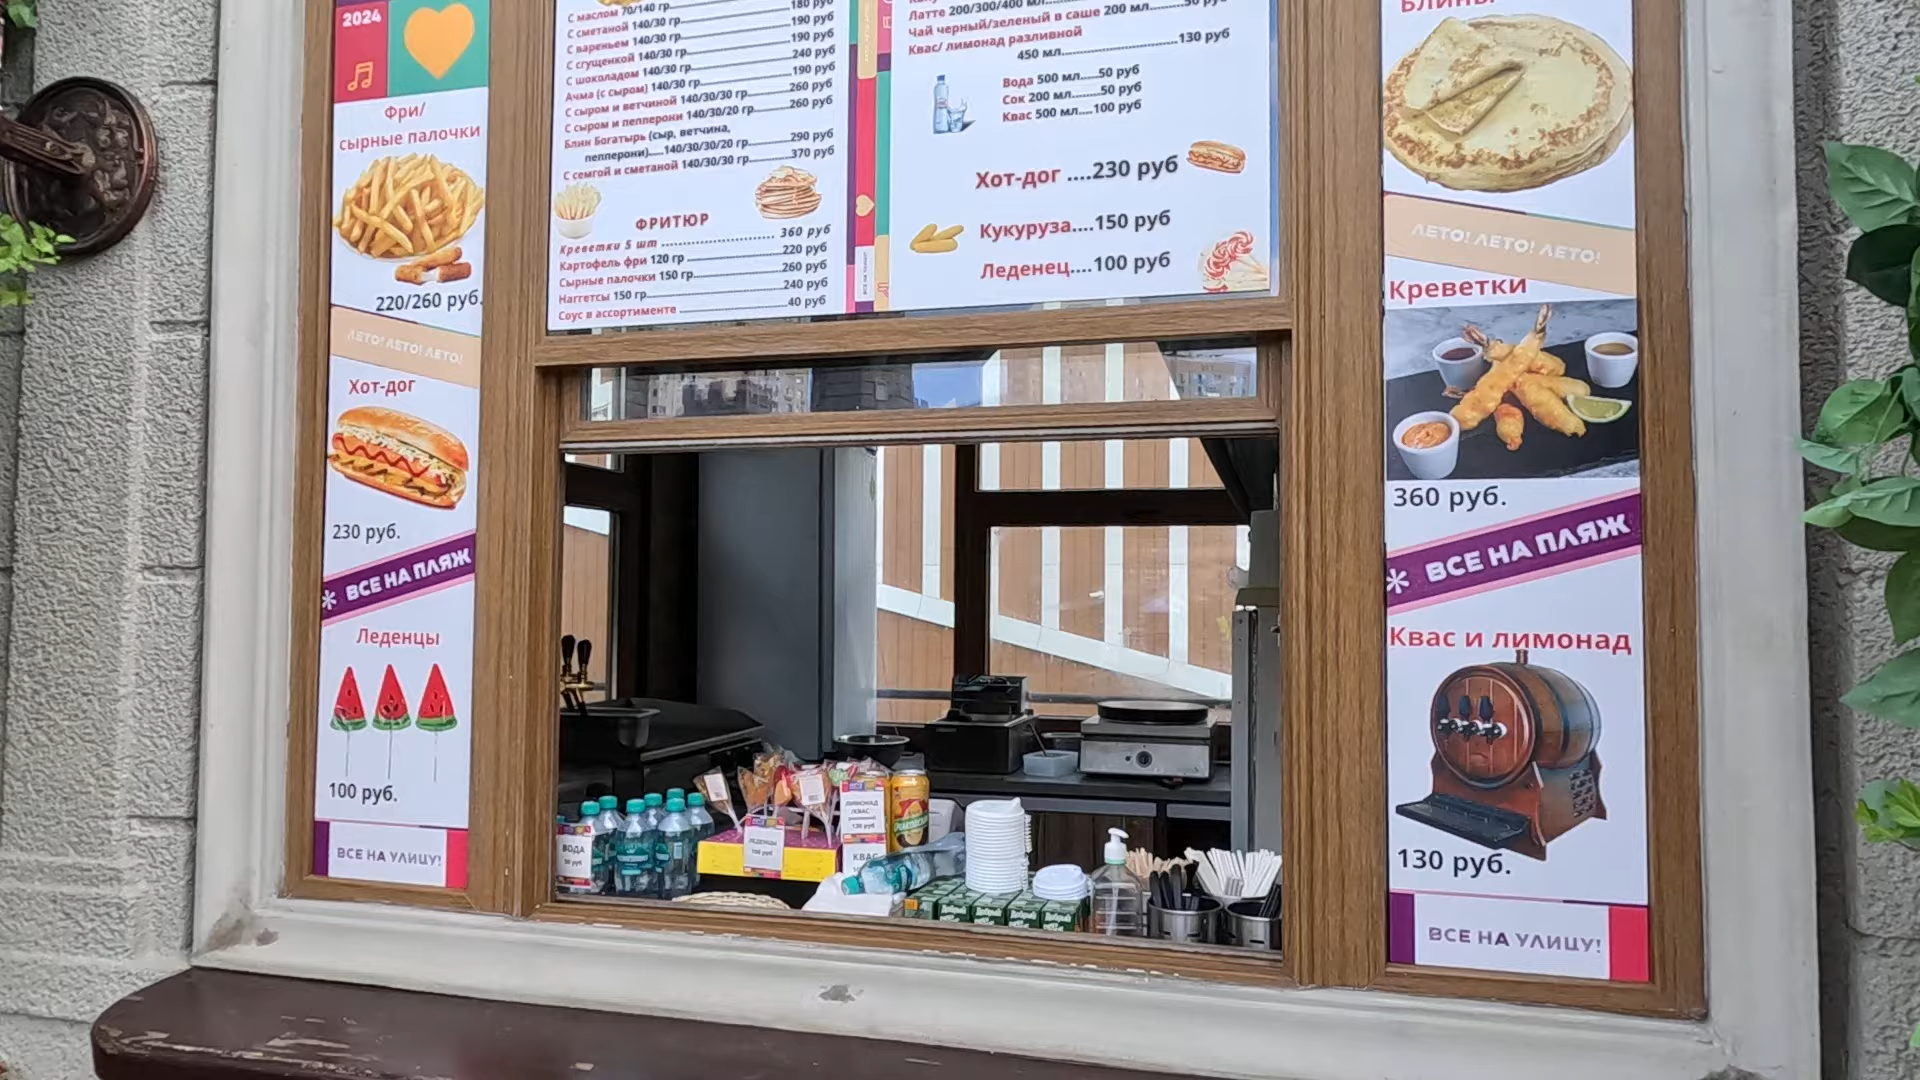 2024
Фри/
сырные палочки
220/260 руб.
ЛЕТО! ЛЕТО! ЛЕТО!
Хот-дог
230 руб.
* ВСЕ НА ПЛЯЖ
Леденцы
100 руб.
ВСЕ НА УЛИЦУ!
С маслом 70/140 гр. 180 руб
С сметаной 140/30 гр. 190 руб
С вареньем 140/30 гр. 190 руб
С сгущенкой 140/30 гр. 190 руб
С шоколадом 140/30 гр. 240 руб
Ачма (с сыром) 140/30 гр. 190 руб
С сыром и ветчиной 140/30/30 гр. 260 руб
С сыром и пепперони 140/30/20 гр. 260 руб
Блин Богатырь (сыр, ветчина,
пепперони).....140/30/30/20 гр. 290 руб
С семгой и сметаной 140/30/30 гр. 370 руб
ФРИТЮР
Креветки 5 шт ........................ 360 руб
Картофель фри 120 гр 220 руб
Сырные палочки 150 гр. 260 руб
Наггетсы 150 гр. 240 руб
Соус в ассортименте 40 руб
Латте 200/300/400 мл
Чай черный/зеленый в саше 200 мл 50 руб
Квас/ лимонад разливной
450 мл. 130 руб
Вода 500 мл.....50 руб
Сок 200 мл.........50 руб
Квас 500 мл....100 руб
Хот-дог ....230 руб
Кукуруза....150 руб
Леденец....100 руб
Блины
ЛЕТО! ЛЕТО! ЛЕТО!
Креветки
360 руб.
* ВСЕ НА ПЛЯЖ
Квас и лимонад
130 руб.
ВСЕ НА УЛИЦУ!
ВОДА
50 руб
ЛЕДЕНЦЫ
100 руб
ЛИМОНАД
/КВАС
130 руб
КВАС
Добрый